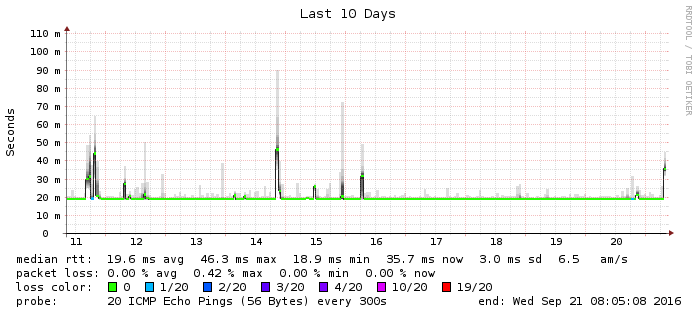 Last 10 Days
RRDTOOL / TOBI OETIKER
Seconds
110 m
100 m
90 m
80 m
70 m
60 m
50 m
40 m
30 m
20 m
10 m
0
11 12 13 14 15 16 17 18 19 20
median rtt: 19.6 ms avg 46.3 ms max 18.9 ms min 35.7 ms now 3.0 ms sd 6.5 am/s
packet loss: 0.00 % avg 0.42 % max 0.00 % min 0.00 % now
loss color: 0 1/20 2/20 3/20 4/20 10/20 19/20
probe: 20 ICMP Echo Pings (56 Bytes) every 300s end: Wed Sep 21 08:05:08 2016